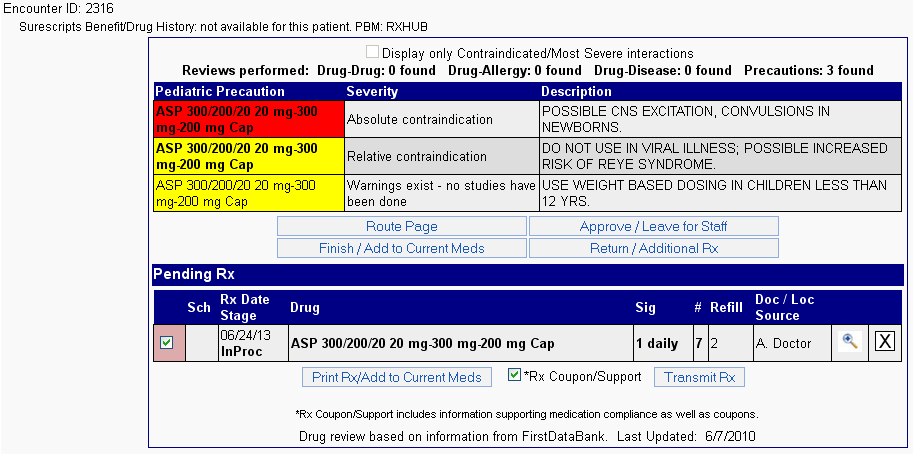 Encounter ID: 2316
Surescripts Benefit/Drug History: not available for this patient. PBM: RXHUB
Display only Contraindicated/Most Severe interactions
Reviews performed: Drug-Drug: 0 found Drug-Allergy: 0 found Drug-Disease: 0 found Precautions: 3 found
Pediatric Precaution Severity Description
ASP 300/200/20 20 mg-300 mg-200 mg Cap Absolute contraindication POSSIBLE CNS EXCITATION, CONVULSIONS IN NEWBORNS.
ASP 300/200/20 20 mg-300 mg-200 mg Cap Relative contraindication DO NOT USE IN VIRAL ILLNESS; POSSIBLE INCREASED RISK OF REYE SYNDROME.
ASP 300/200/20 20 mg-300 mg-200 mg Cap Warnings exist - no studies have been done USE WEIGHT BASED DOSING IN CHILDREN LESS THAN 12 YRS.
Route Page Approve / Leave for Staff
Finish / Add to Current Meds Return / Additional Rx
Pending Rx
Sch Rx Date Stage Drug Sig # Refill Doc / Loc Source
06/24/13 InProc ASP 300/200/20 20 mg-300 mg-200 mg Cap 1 daily 7 2 A. Doctor X
Print Rx/Add to Current Meds *Rx Coupon/Support Transmit Rx
*Rx Coupon/Support includes information supporting medication compliance as well as coupons.
Drug review based on information from FirstDataBank. Last Updated: 6/7/2010